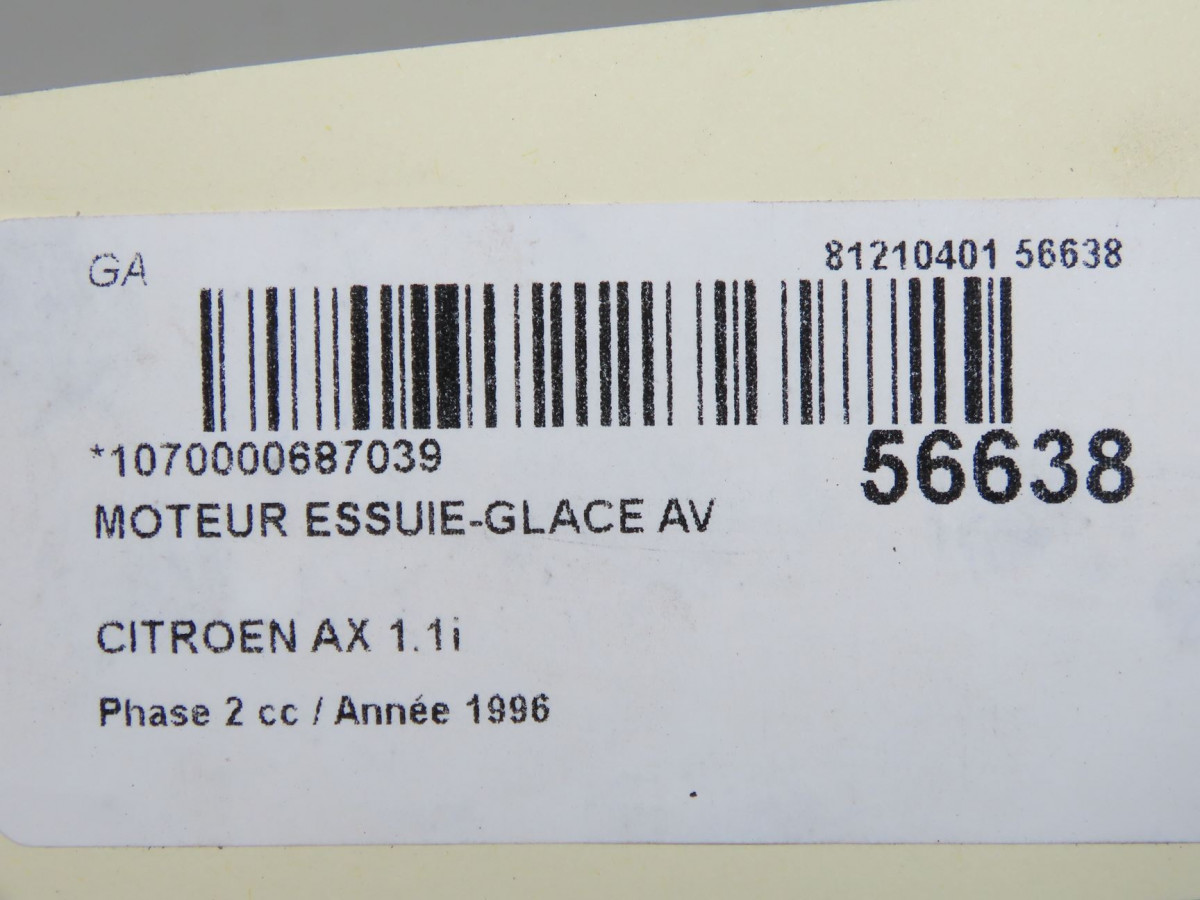 GA
81210401 56638
*1070000687039
56638
MOTEUR ESSUIE-GLACE AV
CITROEN AX 1.1i
Phase 2 cc / Année 1996